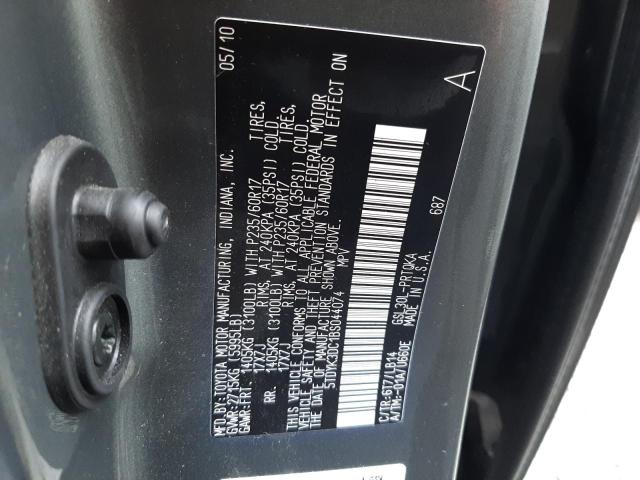 MFD. BY: TOYOTA MOTOR MANUFACTURING, INDIANA, INC. 05/10
GVWR: 2715KG (5995LB)
GAWR: FRT. 1405KG (3100LB) WITH P235/60R17 TIRES,
17X7J RIMS, AT 240KPA (35PSI) COLD.
RR. 1405KG (3100LB) WITH P235/60R17 TIRES,
17X7J RIMS, AT 240KPA (35PSI) COLD.
THIS VEHICLE CONFORMS TO ALL APPLICABLE FEDERAL MOTOR
VEHICLE SAFETY AND THEFT PREVENTION STANDARDS IN EFFECT ON
THE DATE OF MANUFACTURE SHOWN ABOVE.
5TDYK3DC1BS044074 MPV A
687
C/TR: 6T7/LB14 GSL30L-PRTQKA
A/TM: -01A/U660E MADE IN U.S.A.